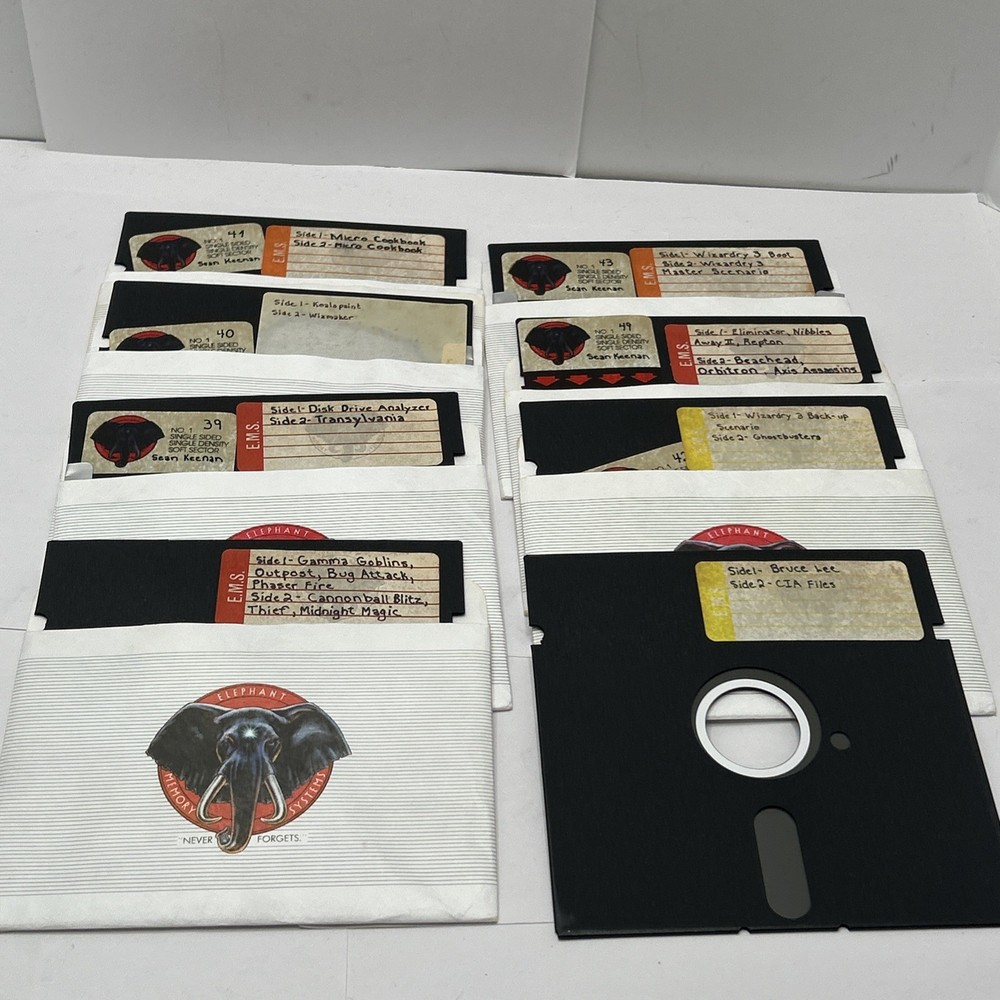 41
NO. 1
SINGLE SIDED
SINGLE DENSITY
SOFT SECTOR
Sean Keenan
E.M.S.
Side 1- Micro Cookbook
Side 2- Micro Cookbook
40
NO. 1
SINGLE SIDED
SINGLE DENSITY
Side 1- Koalapaint
Side 2- Wizmaker
39
NO. 1
SINGLE SIDED
SINGLE DENSITY
SOFT SECTOR
Sean Keenan
E.M.S.
Side 1- Disk Drive Analyzer
Side 2- Transylvania
ELEPHANT
E.M.S.
Side 1- Gamma Goblins,
Outpost, Bug Attack,
Phaser Fire
Side 2- Cannonball Blitz,
Thief, Midnight Magic
ELEPHANT
MEMORY SYSTEMS
"NEVER FORGETS."
43
NO. 1
SINGLE SIDED
SINGLE DENSITY
SOFT SECTOR
Sean Keenan
E.M.S.
Side 1- Wizardry 3 Boot
Side 2- Wizardry 3
Master Scenario
49
NO. 1
SINGLE SIDED
SINGLE DENSITY
SOFT SECTOR
Sean Keenan
E.M.S.
Side 1- Eliminator, Nibbles
Away II, Repton
Side 2- Beachead,
Orbitron, Axis Assassins
Side 1- Wizardry 3 Back-up
Scenario
Side 2- Ghostbusters
ELEPHANT
Side 1- Bruce Lee
Side 2- CIA Files